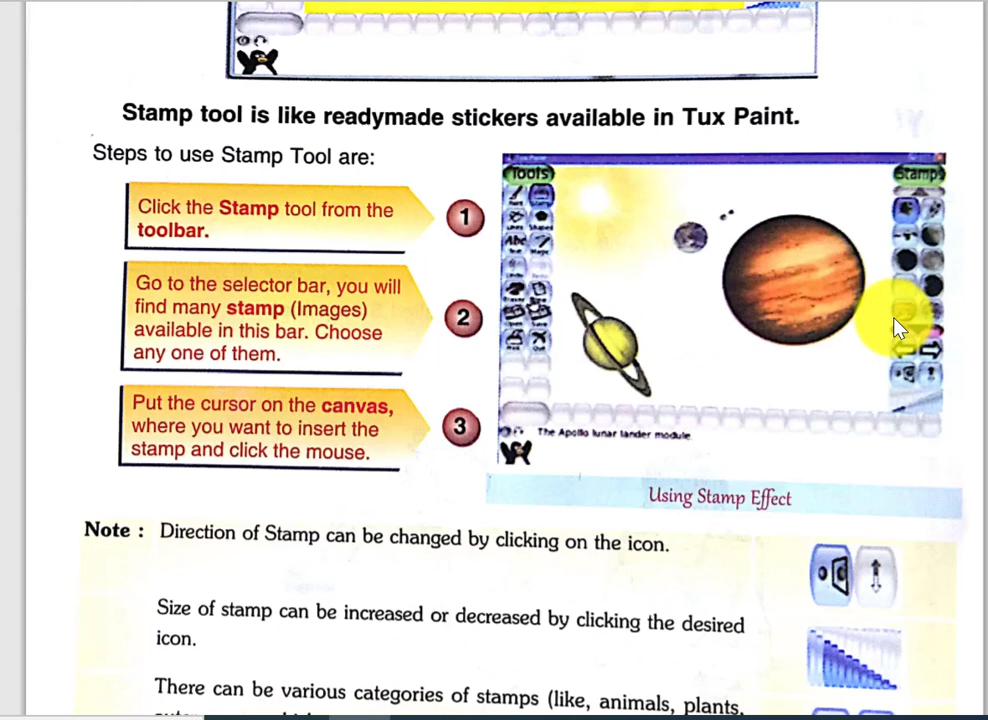 Stamp tool is like readymade stickers available in Tux Paint.
Steps to use Stamp Tool are:
Click the Stamp tool from the
toolbar.
1
Go to the selector bar, you will
find many stamp (Images)
available in this bar. Choose
any one of them.
2
Put the cursor on the canvas,
where you want to insert the
stamp and click the mouse.
3
Tools
Stamps
Abc
The Apollo lunar lander module.
Using Stamp Effect
Note : Direction of Stamp can be changed by clicking on the icon.
Size of stamp can be increased or decreased by clicking the desired
icon.
There can be various categories of stamps (like, animals, plants,